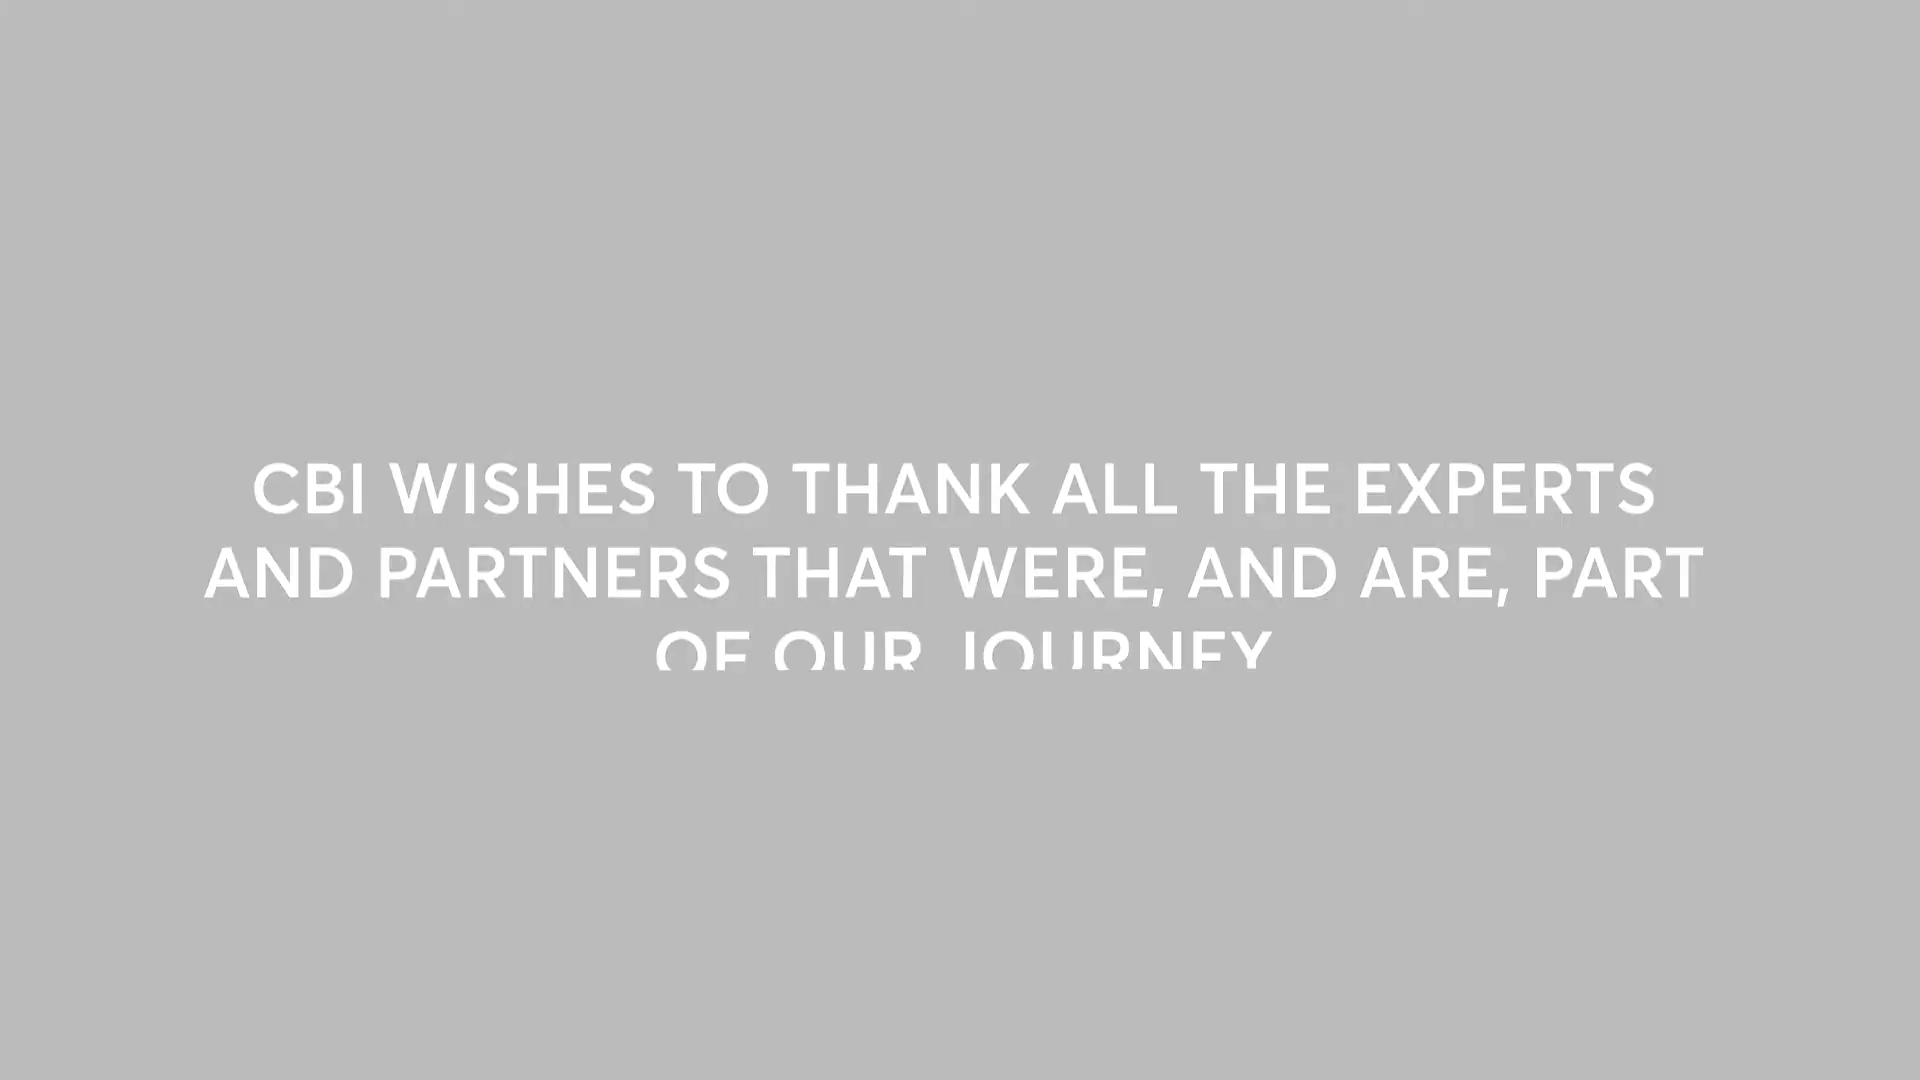 CBI WISHES TO THANK ALL THE EXPERTS
AND PARTNERS THAT WERE, AND ARE, PART
OF OUR JOURNEY